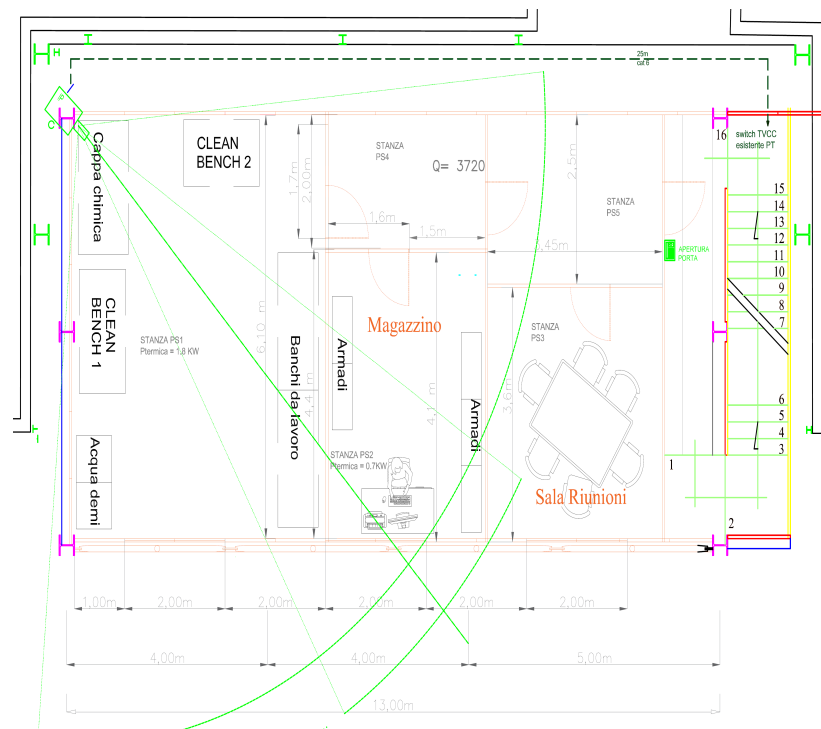 25m
cat 6
switch TVCC
esistente PT
16
CLEAN
BENCH 2
STANZA
PS4
Q= 3720
1,7m
2,00m
2,5m
Cappa chimica
STANZA
PS5
15
14
13
12
11
10
9
8
7
6
5
4
3
1,6m
1,5m
APERTURA
PORTA
CLEAN
BENCH 1
STANZA PS1
Ptermica = 1.8 KW
6,10 m
Magazzino
STANZA
PS3
Banchi da lavoro
Armadi
4,1 m
3,6m
Armadi
Acqua demi
STANZA PS2
Ptermica = 0.7KW
Sala Riunioni
1
2
1,00m
2,00m
2,00m
2,00m
2,00m
2,00m
4,00m
4,00m
5,00m
13,00m